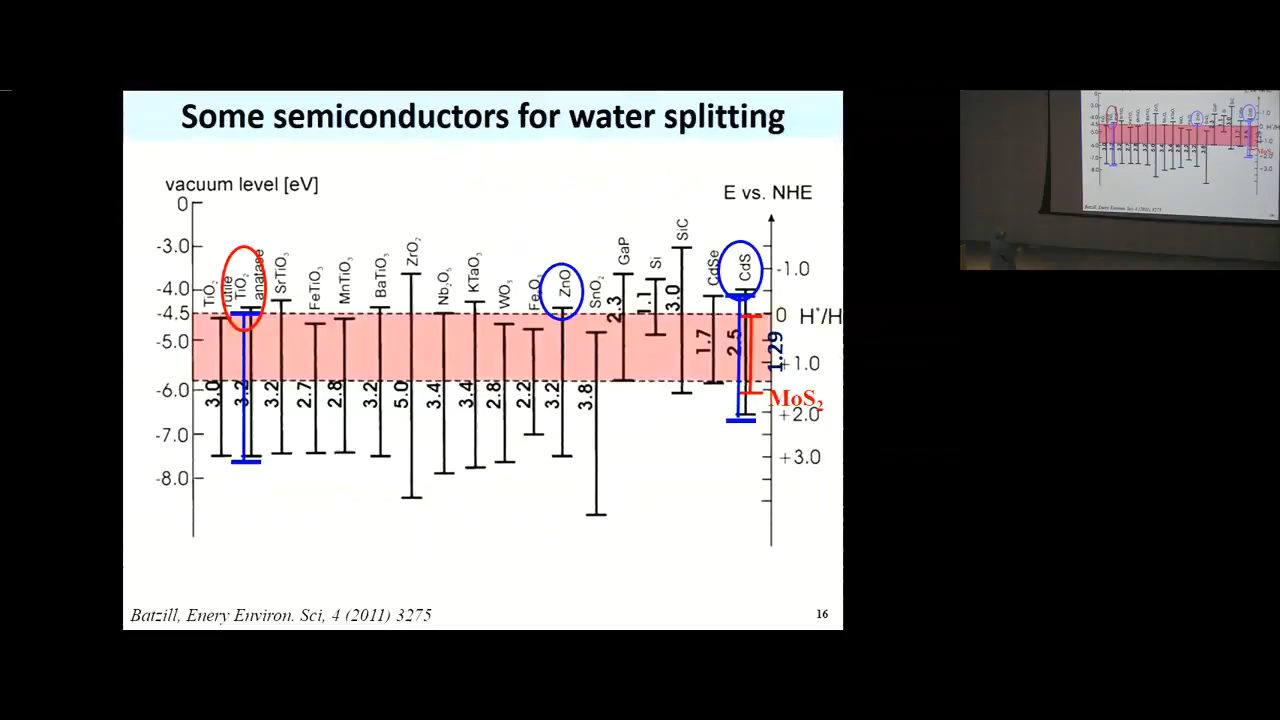 Some semiconductors for water splitting
vacuum level [eV]
E vs. NHE
0
-3.0
-4.0
-4.5
-5.0
-6.0
-7.0
-8.0
TiO2
rutile
TiO2
anatase
SrTiO3
FeTiO3
MnTiO3
BaTiO3
ZrO2
Nb2O5
KTaO3
WO3
Fe2O3
ZnO
SnO2
GaP
Si
SiC
CdSe
CdS
3.0
3.2
3.2
2.7
2.8
3.2
5.0
3.4
3.4
2.8
2.2
3.2
3.8
2.3
1.1
3.0
1.7
2.5
1.29
-1.0
0 H+/H
+1.0
MoS2
+2.0
+3.0
Batzill, Enery Environ. Sci, 4 (2011) 3275
16